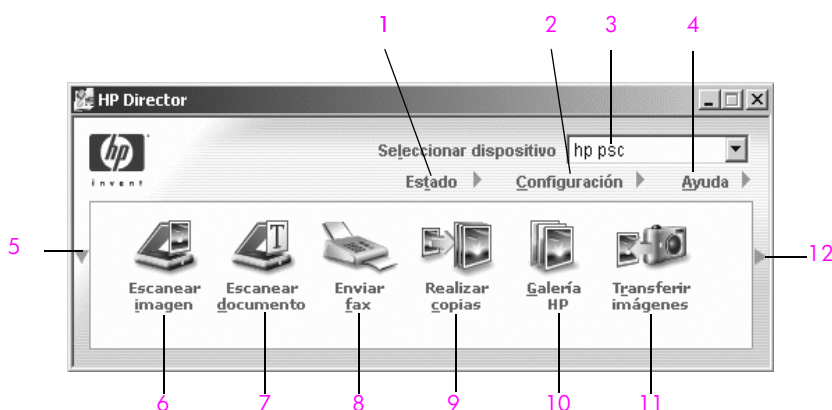 1 2 3 4
HP Director
hp
invent
Seleccionar dispositivo hp psc
Estado Configuración Ayuda
5
12
T
Escanear imagen
Escanear documento
Enviar fax
Realizar copias
Galería HP
Transferir imágenes
6 7 8 9 10 11